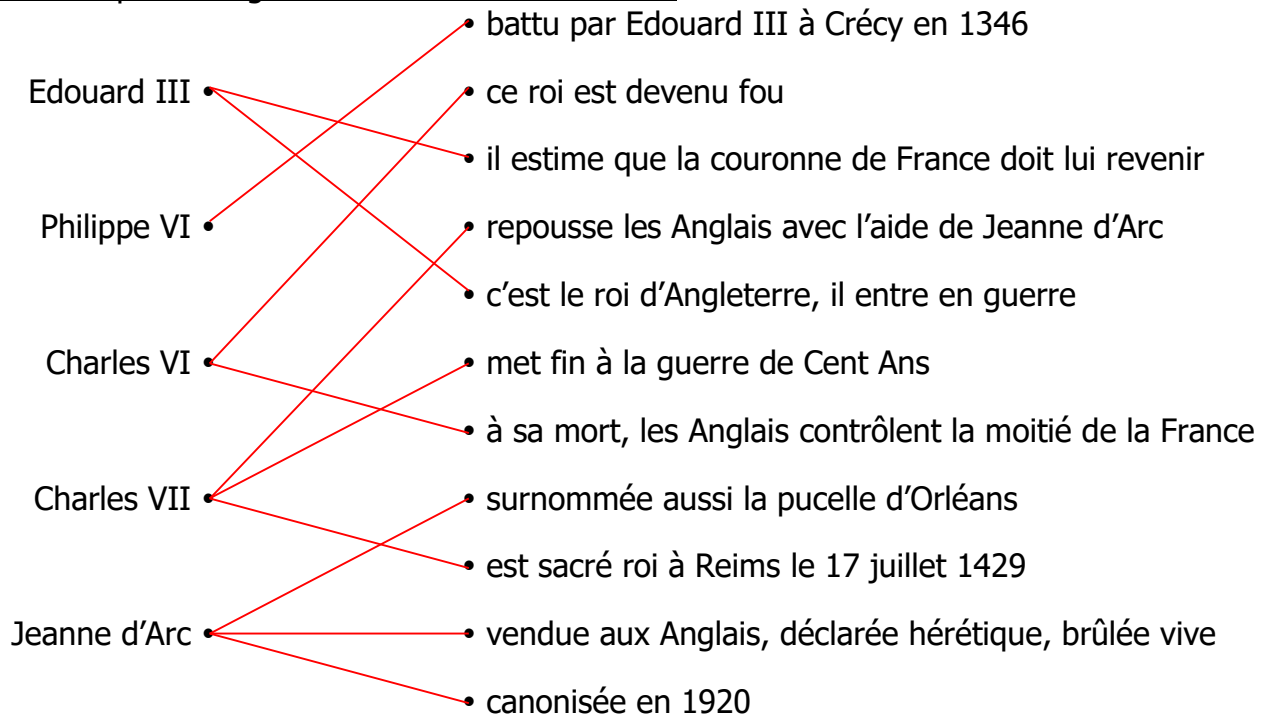 • battu par Edouard III à Crécy en 1346
Edouard III •
• ce roi est devenu fou
• il estime que la couronne de France doit lui revenir
Philippe VI •
• repousse les Anglais avec l’aide de Jeanne d’Arc
• c’est le roi d’Angleterre, il entre en guerre
Charles VI •
• met fin à la guerre de Cent Ans
• à sa mort, les Anglais contrôlent la moitié de la France
Charles VII •
• surnommée aussi la pucelle d’Orléans
• est sacré roi à Reims le 17 juillet 1429
Jeanne d’Arc •
• vendue aux Anglais, déclarée hérétique, brûlée vive
• canonisée en 1920